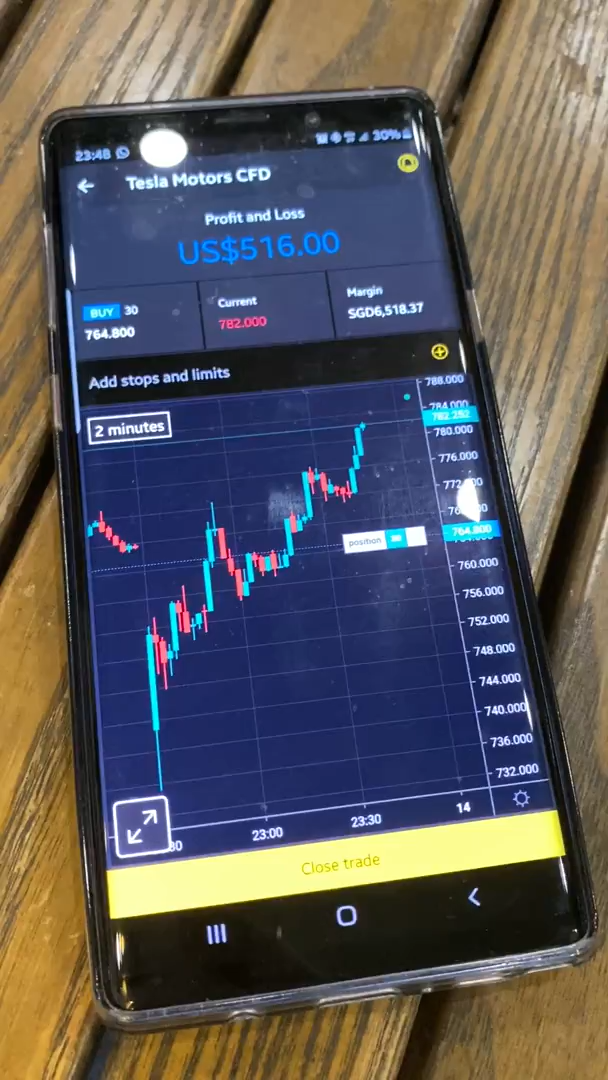 23:48 30%
Tesla Motors CFD
Profit and Loss
US$516.00
BUY 30
764.800
Current
782.000
Margin
SGD6,518.37
Add stops and limits
2 minutes
788.000
784.000
782.252
780.000
776.000
position 30
764.800
760.000
756.000
752.000
748.000
744.000
740.000
736.000
732.000
23:00 23:30 14
Close trade